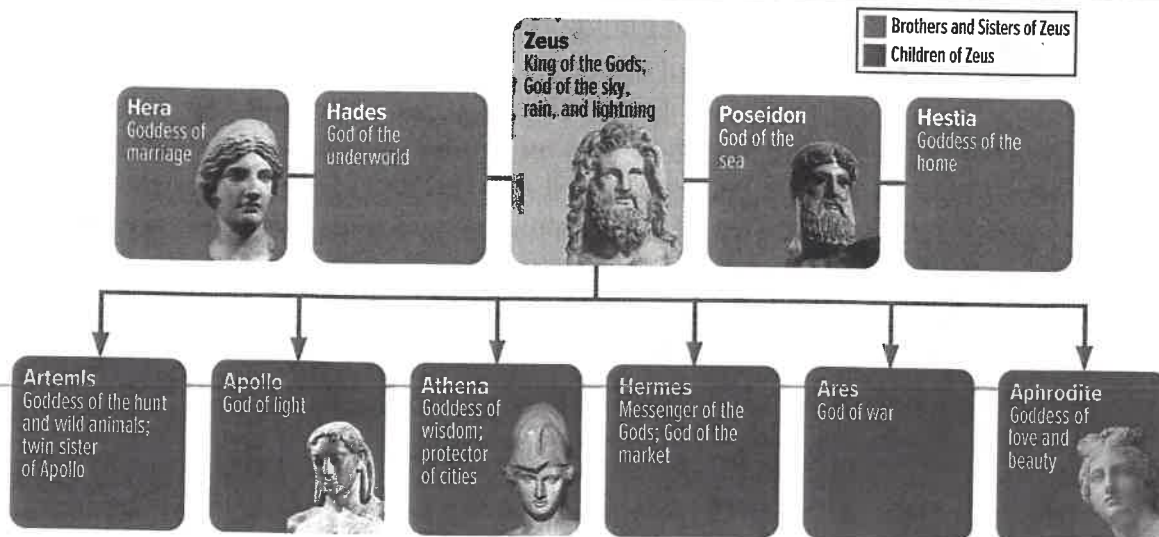 Brothers and Sisters of Zeus
Children of Zeus
Zeus
King of the Gods;
God of the sky,
rain, and lightning
Hera
Goddess of
marriage
Hades
God of the
underworld
Poseidon
God of the
sea
Hestia
Goddess of the
home
Artemis
Goddess of the hunt
and wild animals;
twin sister
of Apollo
Apollo
God of light
Athena
Goddess of
wisdom;
protector
of cities
Hermes
Messenger of the
Gods; God of the
market
Ares
God of war
Aphrodite
Goddess of
love and
beauty